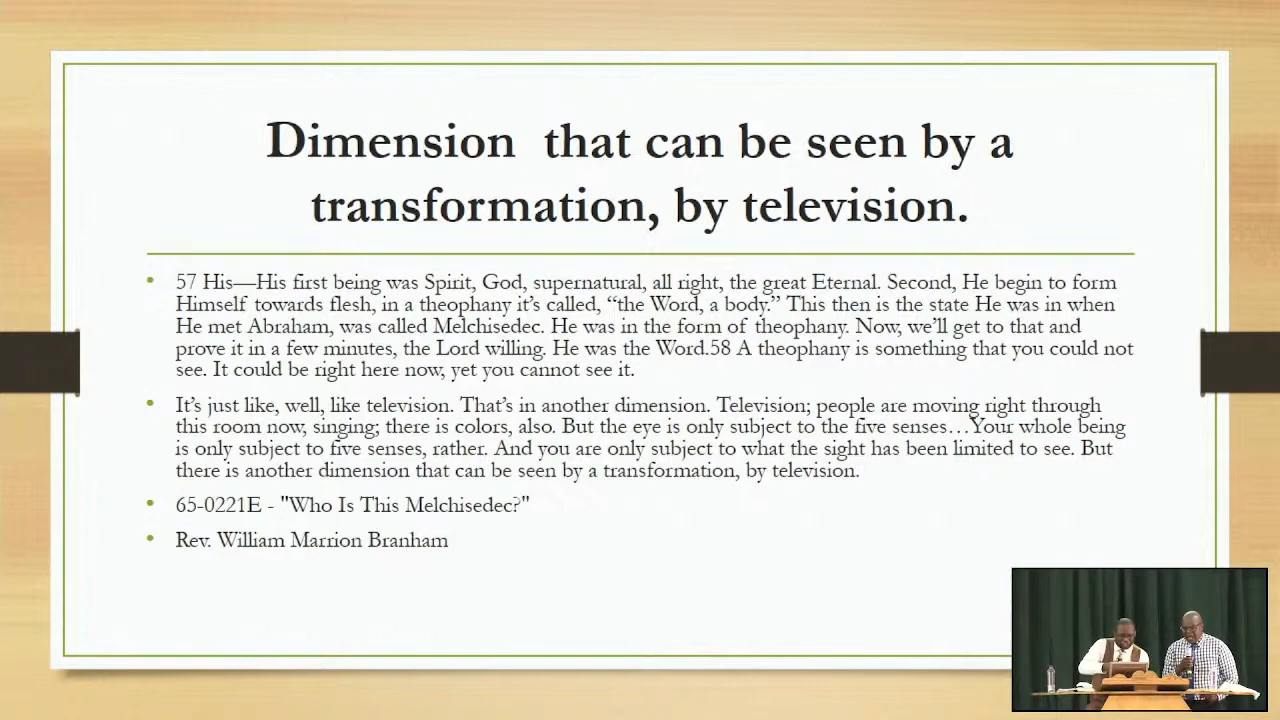 Dimension  that can be seen by a
transformation, by television.
57 His—His first being was Spirit, God, supernatural, all right, the great Eternal. Second, He begin to form
Himself towards flesh, in a theophany it’s called, “the Word, a body.” This then is the state He was in when
He met Abraham, was called Melchisedec. He was in the form of theophany. Now, we’ll get to that and
prove it in a few minutes, the Lord willing. He was the Word.58 A theophany is something that you could not
see. It could be right here now, yet you cannot see it.
It’s just like, well, like television. That’s in another dimension. Television; people are moving right through
this room now, singing; there is colors, also. But the eye is only subject to the five senses…Your whole being
is only subject to five senses, rather. And you are only subject to what the sight has been limited to see. But
there is another dimension that can be seen by a transformation, by television.
65-0221E - "Who Is This Melchisedec?"
Rev. William Marrion Branham